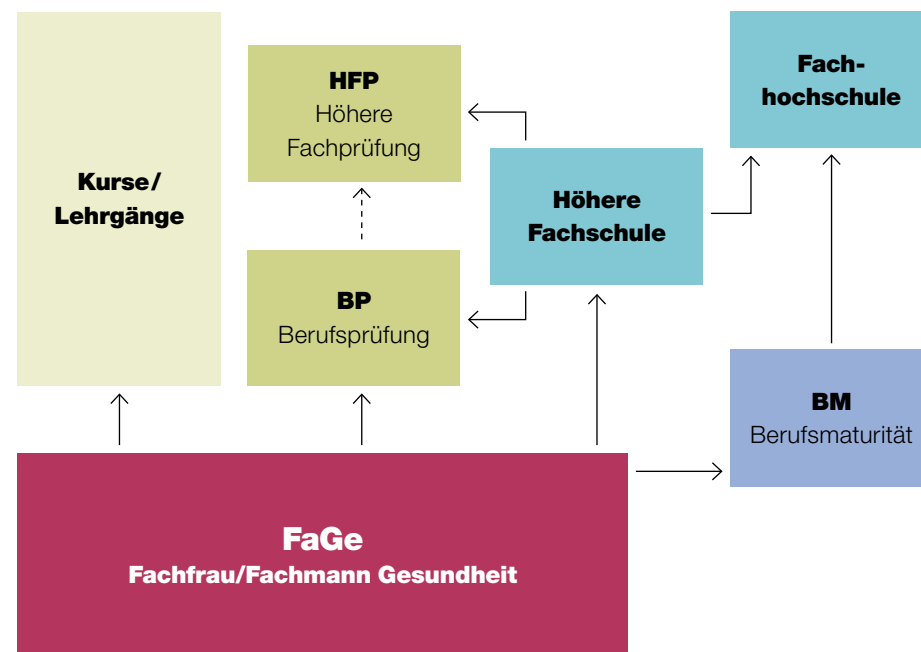 Kurse/
Lehrgänge
HFP
Höhere
Fachprüfung
BP
Berufsprüfung
Höhere
Fachschule
Fach-
hochschule
BM
Berufsmaturität
FaGe
Fachfrau/Fachmann Gesundheit